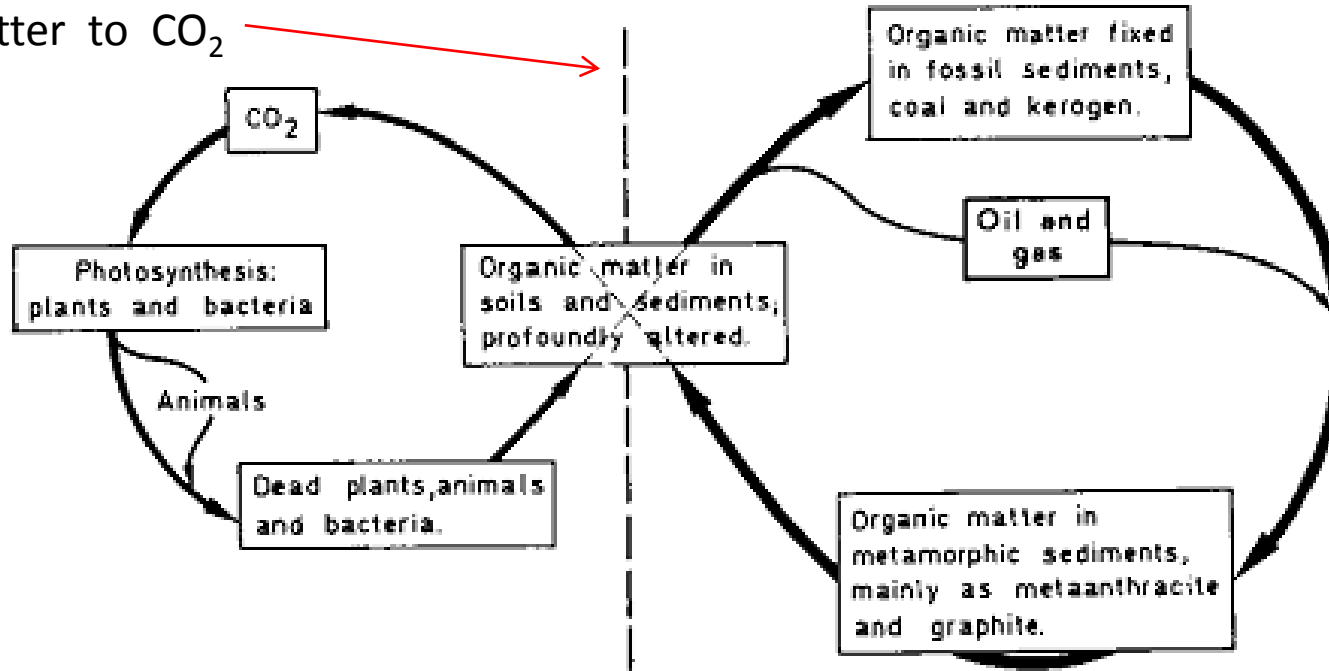 tter to CO₂
CO₂
Photosynthesis:
plants and bacteria
Animals
Dead plants, animals
and bacteria.
Organic matter in
soils and sediments,
profoundly altered.
Organic matter fixed
in fossil sediments,
coal and kerogen.
Oil and
gas
Organic matter in
metamorphic sediments,
mainly as metaanthracite
and graphite.